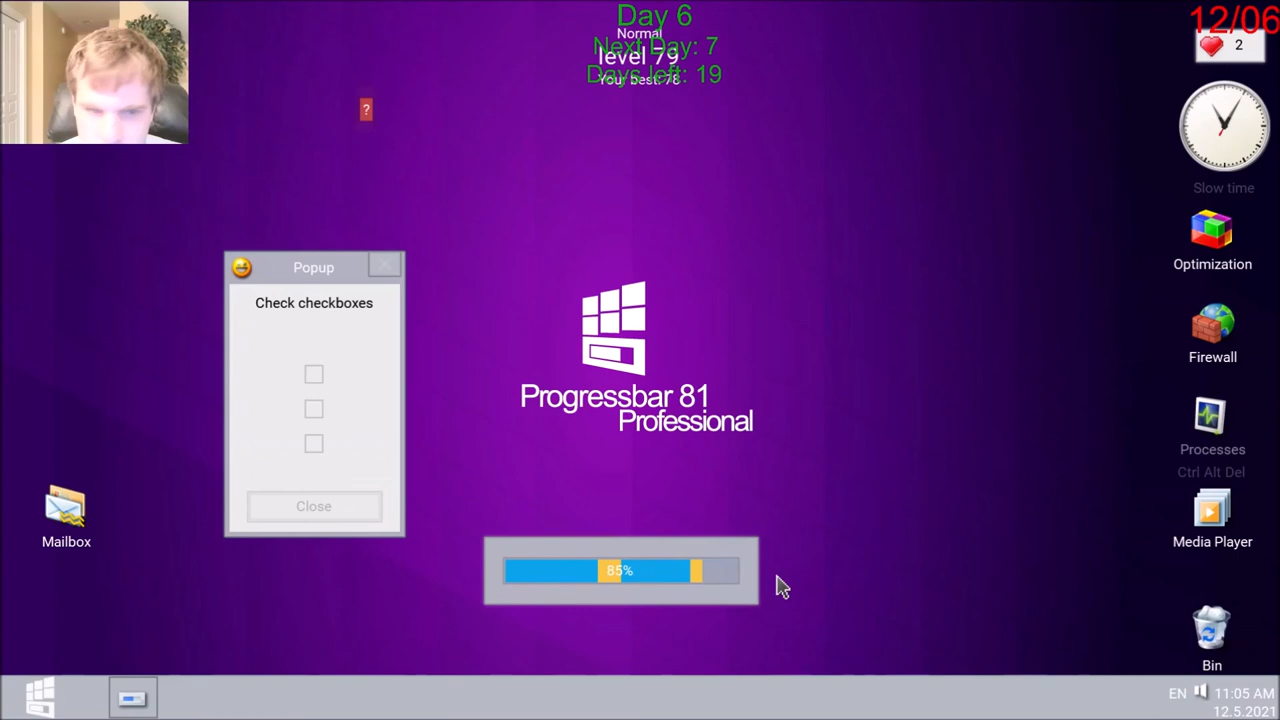 Day 6
Normal
Next Day: 7
level 79
Days left: 19
Your best: 78
12/06
2
?
Slow time
Optimization
Popup
Check checkboxes
Firewall
Progressbar 81
Professional
Processes
Ctrl Alt Del
Close
Mailbox
Media Player
85%
Bin
EN 11:05 AM
12.5.2021